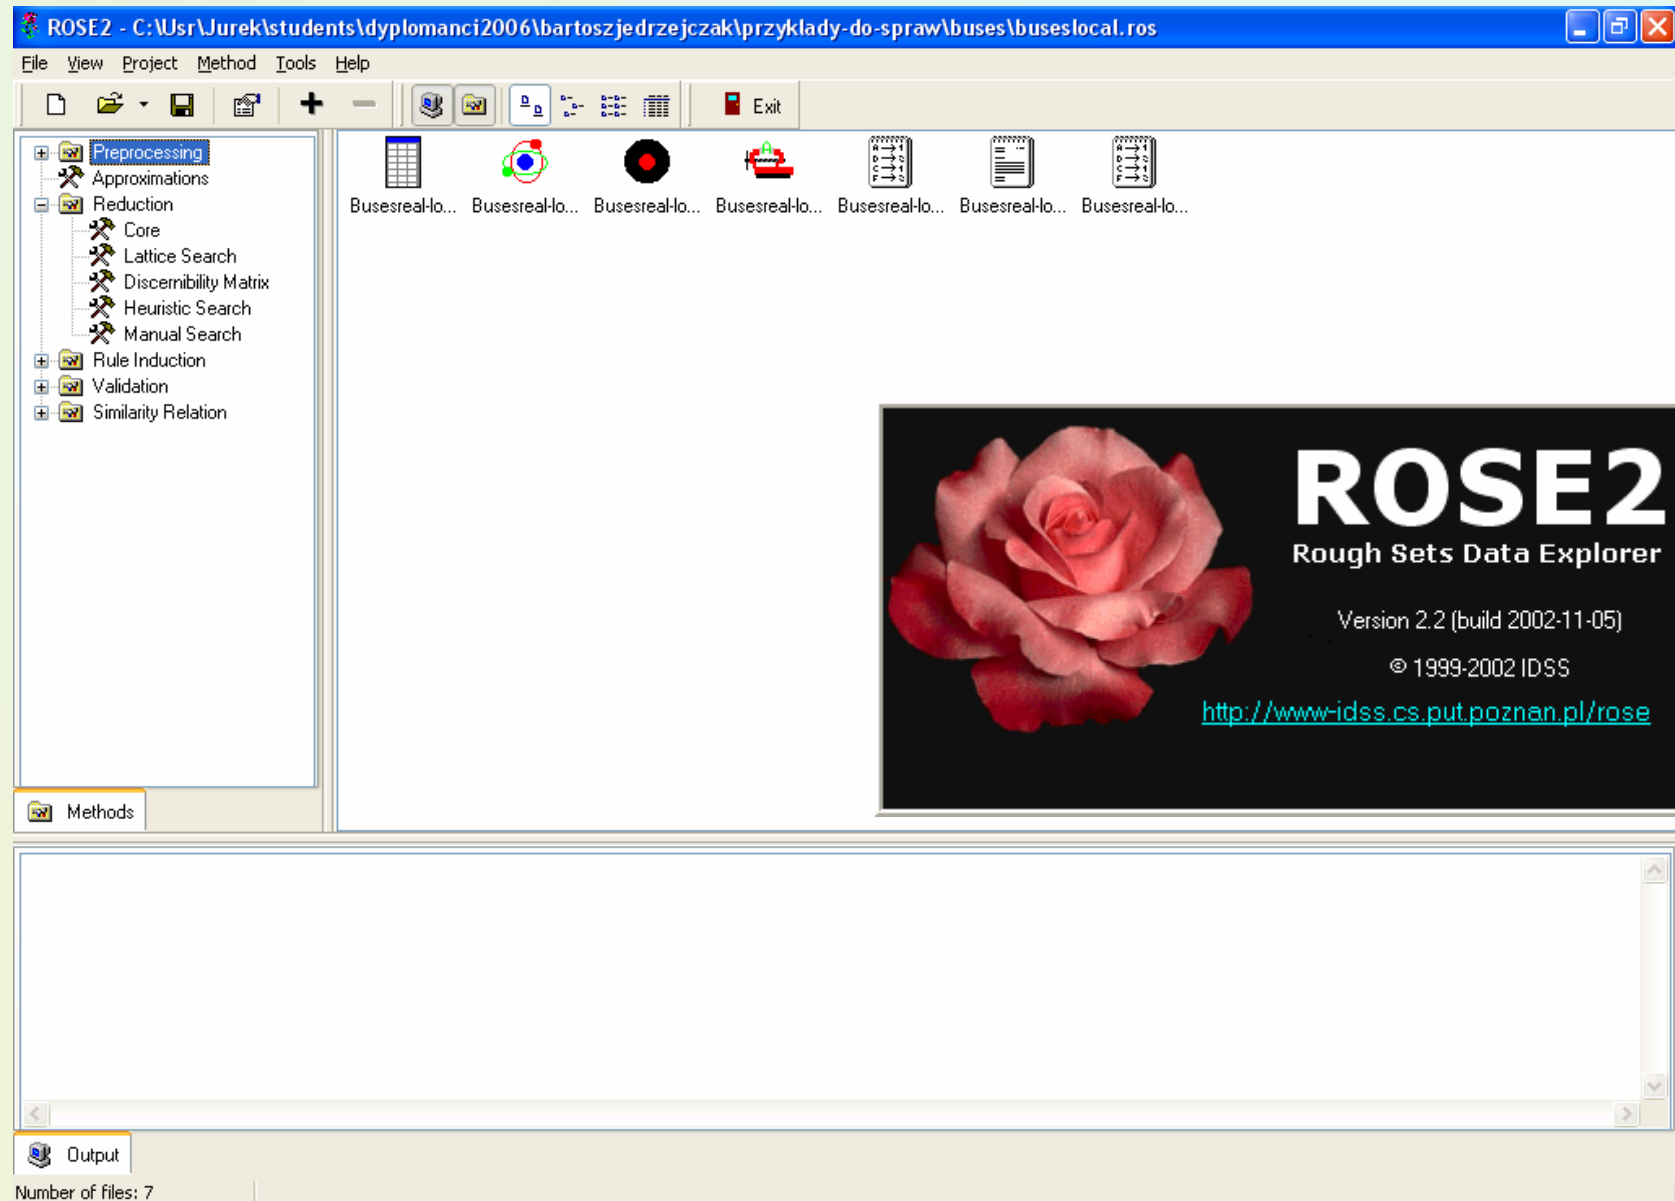 ROSE2 - C:\Usr\Jurek\students\dyplomanci2006\bartoszjedrzejczak\przyklady-do-spraw\buses\buseslocal.ros
File View Project Method Tools Help
Exit
Preprocessing
Approximations
Reduction
Core
Lattice Search
Discernibility Matrix
Heuristic Search
Manual Search
Rule Induction
Validation
Similarity Relation
Methods
Busesreal-lo... Busesreal-lo... Busesreal-lo... Busesreal-lo... Busesreal-lo... Busesreal-lo... Busesreal-lo...
ROSE2
Rough Sets Data Explorer
Version 2.2 (build 2002-11-05)
© 1999-2002 IDSS
http://www-idss.cs.put.poznan.pl/rose
Output
Number of files: 7